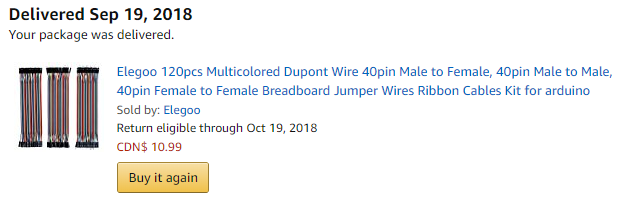 Delivered Sep 19, 2018
Your package was delivered.
Elegoo 120pcs Multicolored Dupont Wire 40pin Male to Female, 40pin Male to Male,
40pin Female to Female Breadboard Jumper Wires Ribbon Cables Kit for arduino
Sold by: Elegoo
Return eligible through Oct 19, 2018
CDN$ 10.99
Buy it again